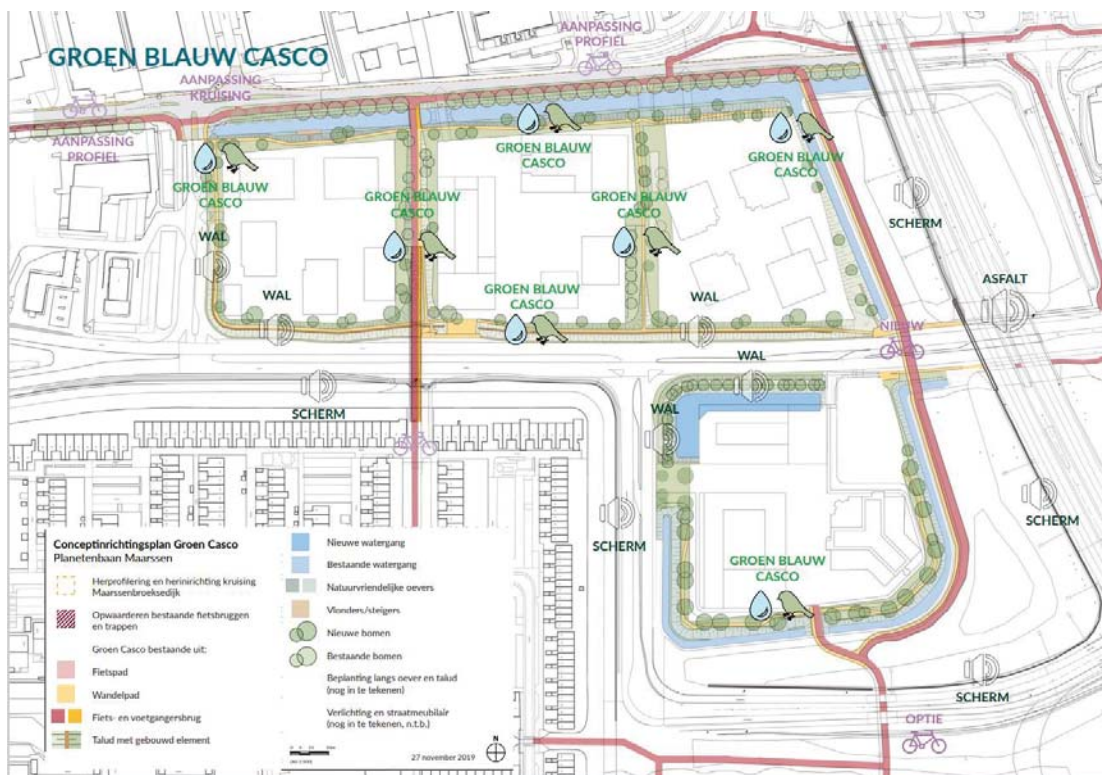 GROEN BLAUW CASCO
AANPASSING
PROFIEL
AANPASSING
KRUISING
AANPASSING
PROFIEL
GROEN BLAUW
CASCO
GROEN BLAUW
CASCO
GROEN BLAUW
CASCO
GROEN BLAUW
CASCO
GROEN BLAUW
CASCO
SCHERM
WAL
WAL
GROEN BLAUW
CASCO
WAL
ASFALT
NIEUW
WAL
SCHERM
WAL
SCHERM
SCHERM
GROEN BLAUW
CASCO
SCHERM
OPTIE
Conceptinrichtingsplan Groen Casco
Planetenbaan Maarssen
Herprofilering en herinrichting kruising
Maarssenbroeksedijk
Opwaarderen bestaande fietsbruggen
en trappen
Groen Casco bestaande uit:
Fietspad
Wandelpad
Fiets- en voetgangersbrug
Talud met gebouwd element
Nieuwe watergang
Bestaande watergang
Natuurvriendelijke oevers
Vlonders/steigers
Nieuwe bomen
Bestaande bomen
Beplanting langs oever en talud
(nog in te tekenen)
Verlichting en straatmeubilair
(nog in te tekenen, n.t.b.)
27 november 2019
N